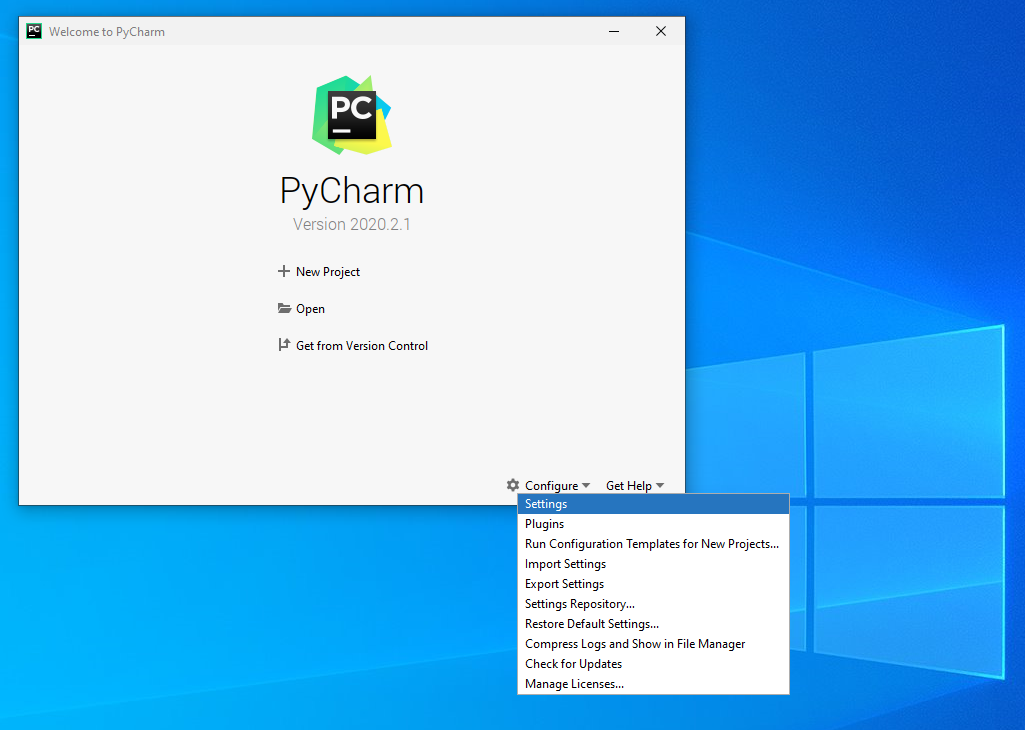 PC Welcome to PyCharm
PC
PyCharm
Version 2020.2.1
New Project
Open
Get from Version Control
Configure Get Help
Settings
Plugins
Run Configuration Templates for New Projects...
Import Settings
Export Settings
Settings Repository...
Restore Default Settings...
Compress Logs and Show in File Manager
Check for Updates
Manage Licenses...